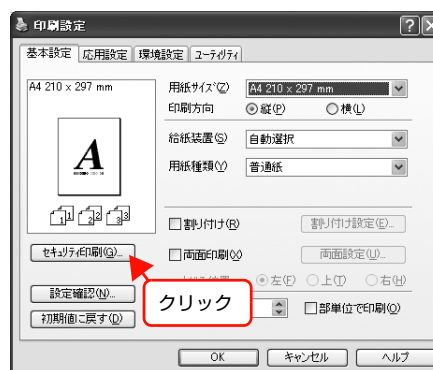 印刷設定
基本設定 応用設定 環境設定 ユーティリティ
A4 210 x 297 mm
A
1 1 2 2 3 3
セキュリティ印刷(G)...
設定確認(N)...
初期値に戻す(D)
用紙サイズ(Z) A4 210 x 297 mm
印刷方向 縦(P) 横(L)
給紙装置(S) 自動選択
用紙種類(Y) 普通紙
割り付け(R) 割り付け設定(E)...
両面印刷(X) 両面設定(U)...
左(F) 上(T) 右(H)
クリック
部単位で印刷(O)
OK キャンセル ヘルプ